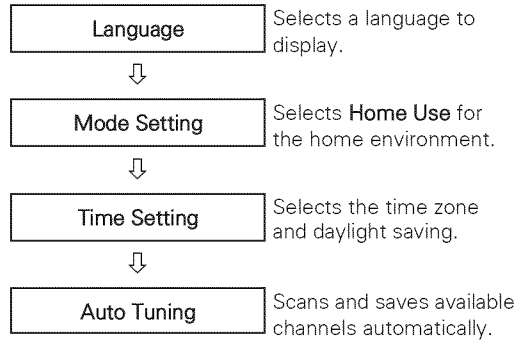 Language
Selects a language to
display.
Mode Setting
Selects Home Use for
the home environment.
Time Setting
Selects the time zone
and daylight saving.
Auto Tuning
Scans and saves available
channels automatically.